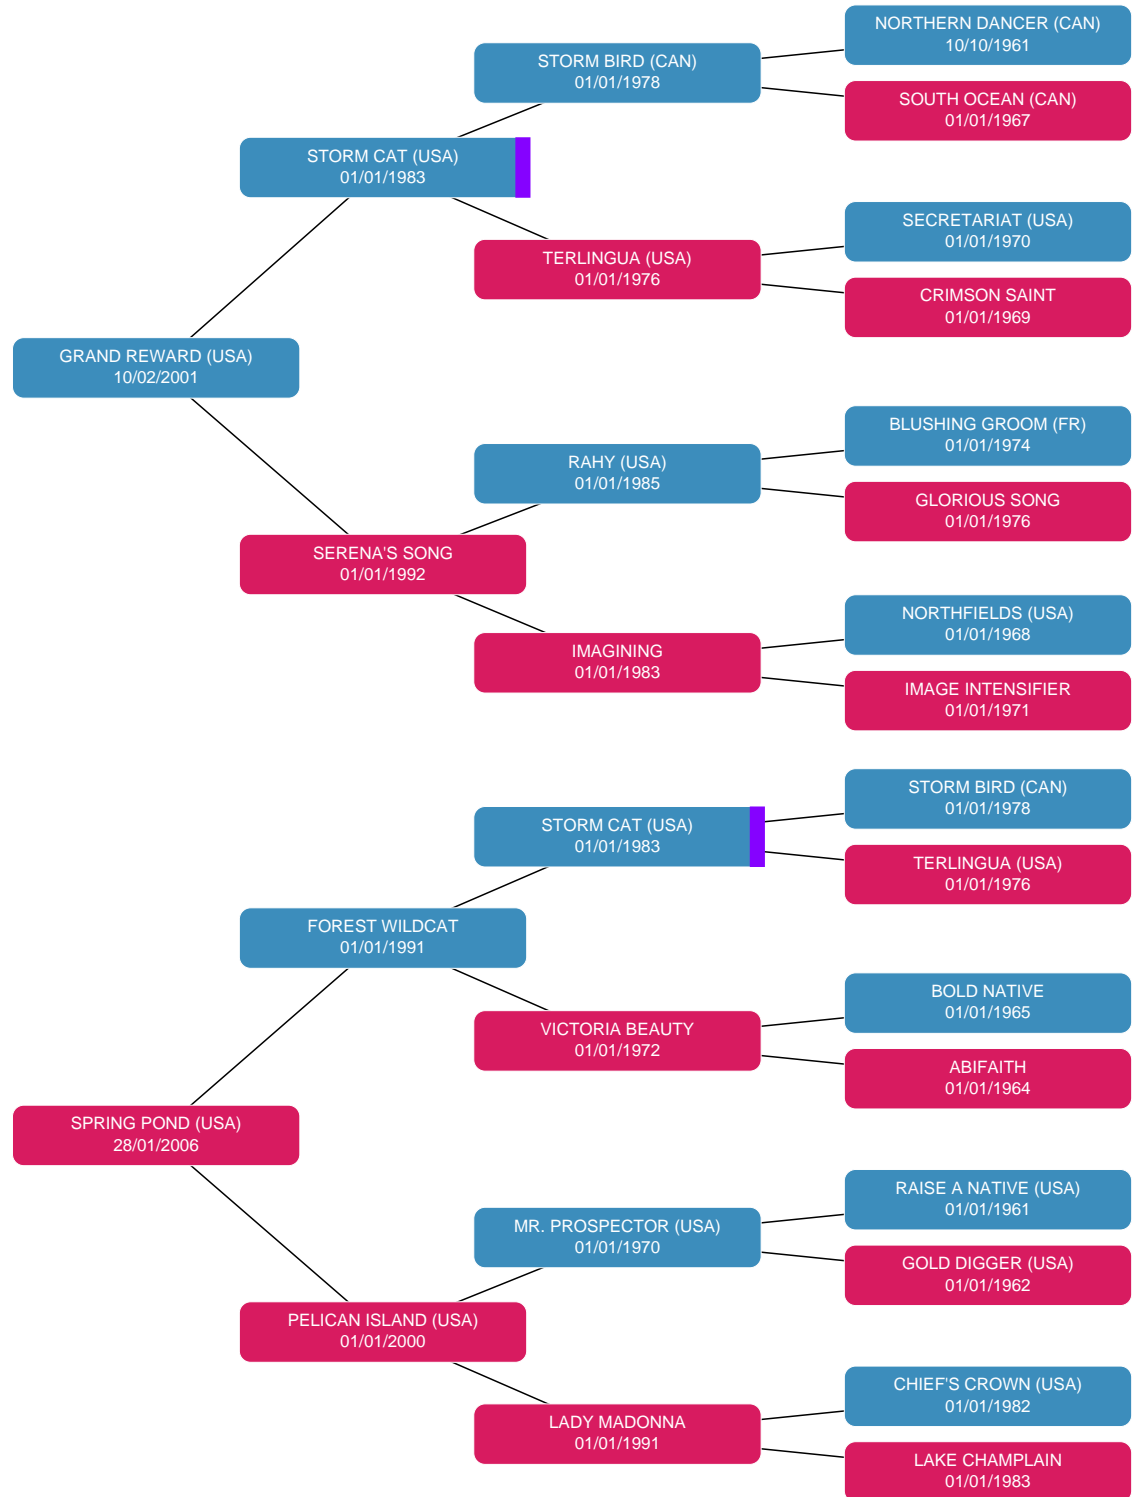 NORTHERN DANCER (CAN)
10/10/1961
STORM BIRD (CAN)
01/01/1978
SOUTH OCEAN (CAN)
01/01/1967
STORM CAT (USA)
01/01/1983
SECRETARIAT (USA)
01/01/1970
TERLINGUA (USA)
01/01/1976
CRIMSON SAINT
01/01/1969
GRAND REWARD (USA)
10/02/2001
BLUSHING GROOM (FR)
01/01/1974
RAHY (USA)
01/01/1985
GLORIOUS SONG
01/01/1976
SERENA'S SONG
01/01/1992
NORTHFIELDS (USA)
01/01/1968
IMAGINING
01/01/1983
IMAGE INTENSIFIER
01/01/1971
STORM BIRD (CAN)
01/01/1978
STORM CAT (USA)
01/01/1983
TERLINGUA (USA)
01/01/1976
FOREST WILDCAT
01/01/1991
BOLD NATIVE
01/01/1965
VICTORIA BEAUTY
01/01/1972
ABIFAITH
01/01/1964
SPRING POND (USA)
28/01/2006
RAISE A NATIVE (USA)
01/01/1961
MR. PROSPECTOR (USA)
01/01/1970
GOLD DIGGER (USA)
01/01/1962
PELICAN ISLAND (USA)
01/01/2000
CHIEF'S CROWN (USA)
01/01/1982
LADY MADONNA
01/01/1991
LAKE CHAMPLAIN
01/01/1983